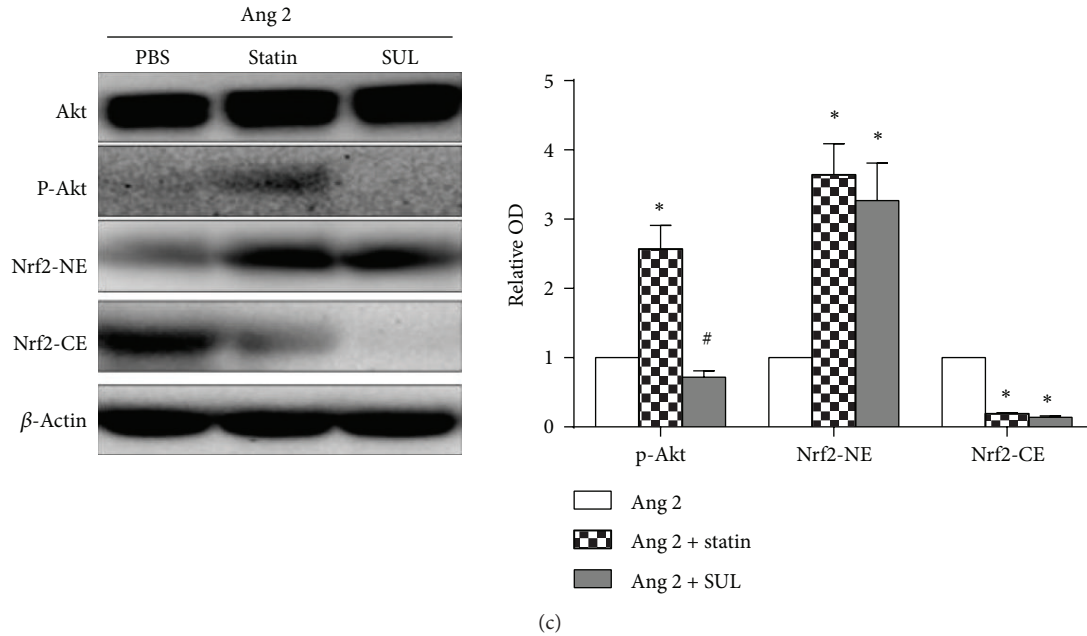 Ang 2
PBS Statin SUL
Akt
P-Akt
Nrf2-NE
Nrf2-CE
β-Actin
Relative OD
5
4
3
2
1
0
*
#
*
*
*
*
p-Akt Nrf2-NE Nrf2-CE
Ang 2
Ang 2 + statin
Ang 2 + SUL
(c)